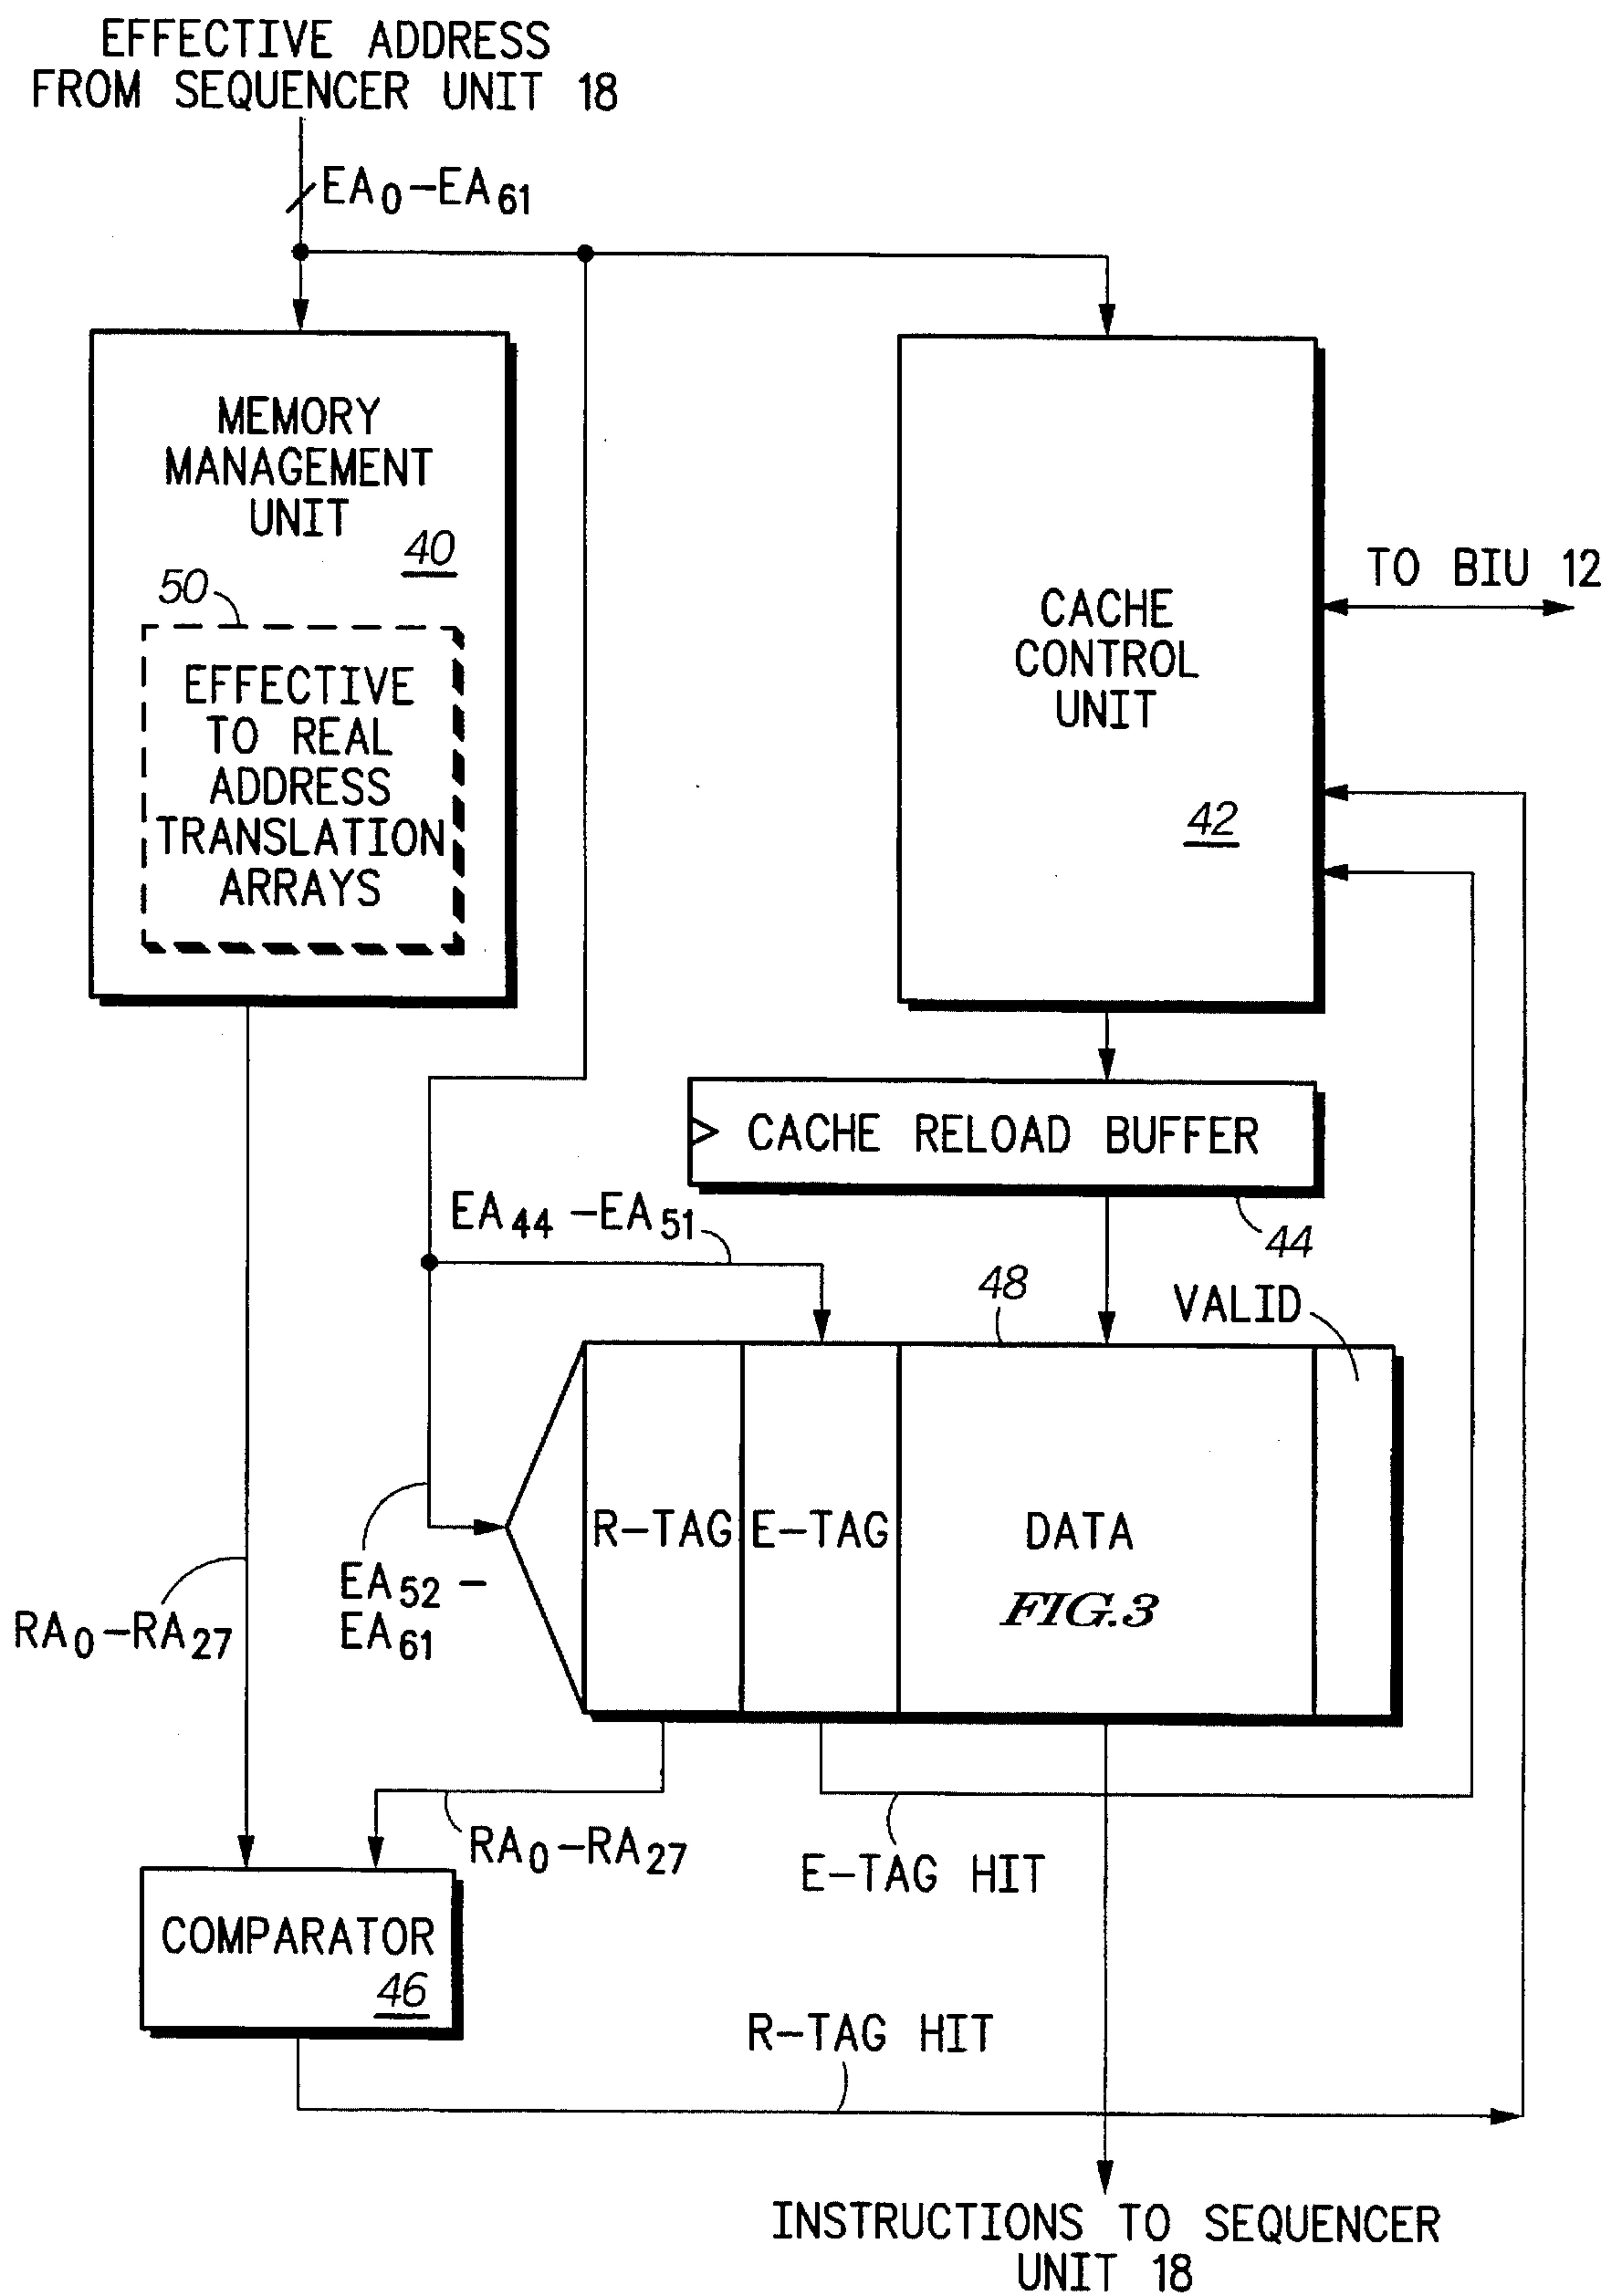 EFFECTIVE ADDRESS
FROM SEQUENCER UNIT 18
EA0-EA61
MEMORY
MANAGEMENT
UNIT
40
50
EFFECTIVE
TO REAL
ADDRESS
TRANSLATION
ARRAYS
CACHE
CONTROL
UNIT
42
TO BIU 12
CACHE RELOAD BUFFER
44
EA44-EA51
48
VALID
R-TAG
E-TAG
DATA
FIG.3
EA52-
EA61
RA0-RA27
RA0-RA27
E-TAG HIT
COMPARATOR
46
R-TAG HIT
INSTRUCTIONS TO SEQUENCER
UNIT 18